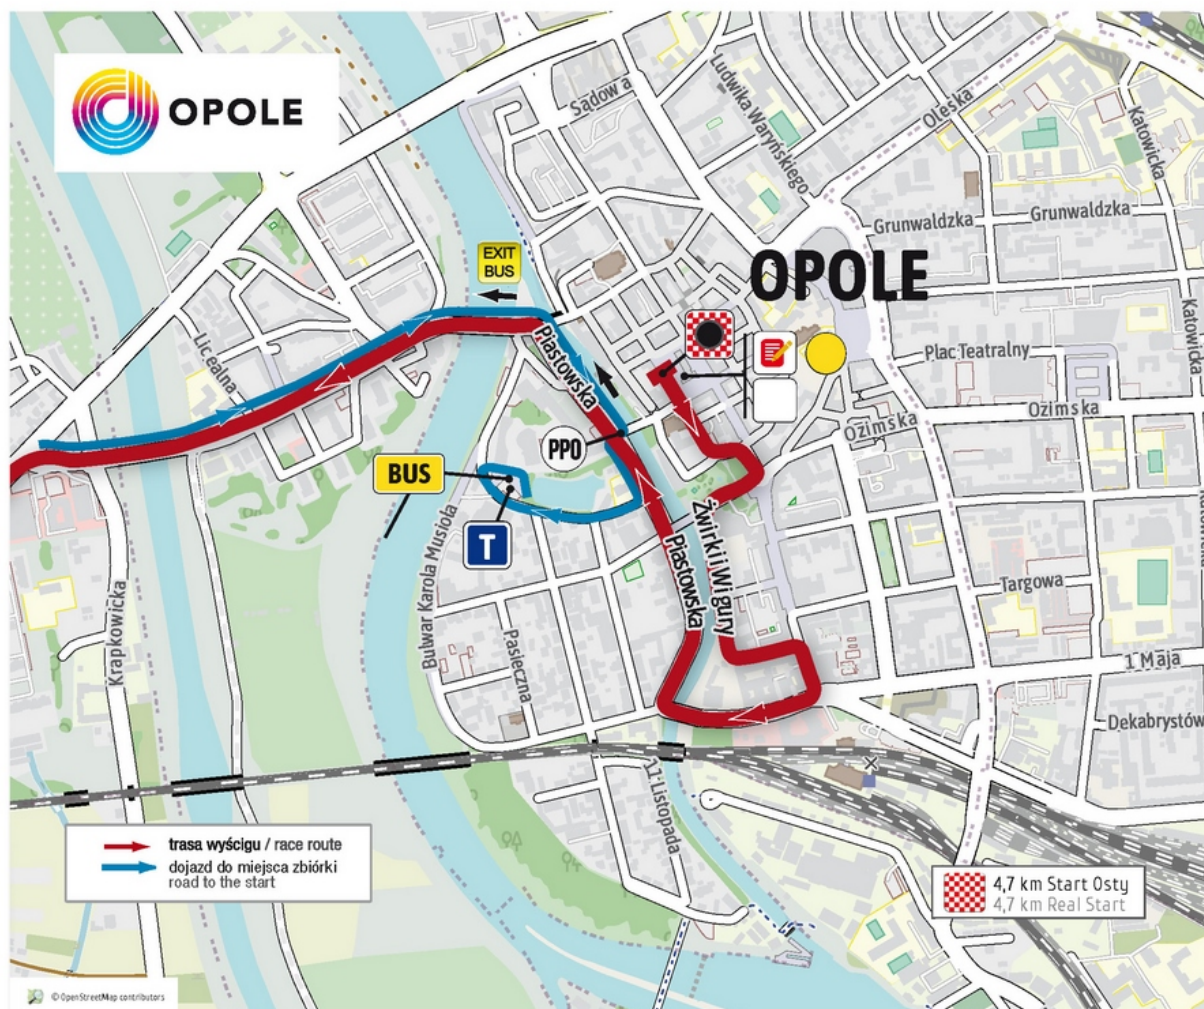 OPOLE
Sądowa
Ludwika Waryńskiego
Oleska
Katowicka
Grunwaldzka
Grunwaldzka
EXIT
BUS
OPOLE
Katowicka
Licealna
Piastowska
Plac Teatralny
Ozimska
Ozimska
PPO
BUS
T
Żwirki i Wigury
Piastowska
Bulwar Karola Musioła
Targowa
Krapkowicka
Pasieczna
1 Maja
Dekabrystów
11 Listopada
trasa wyścigu / race route
dojazd do miejsca zbiórki
road to the start
4,7 km Start Osty
4,7 km Real Start
© OpenStreetMap contributors